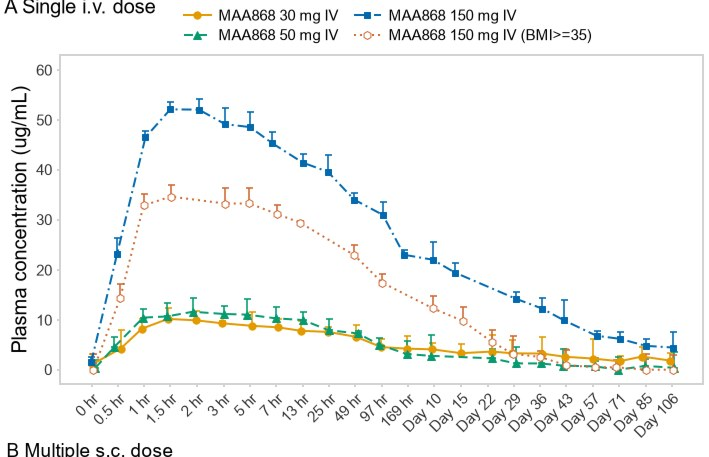 A Single i.v. dose
MAA868 30 mg IV
MAA868 150 mg IV
MAA868 50 mg IV
MAA868 150 mg IV (BMI>=35)
Plasma concentration (ug/mL)
60
50
40
30
20
10
0
0 hr
0.5 hr
1 hr
1.5 hr
2 hr
3 hr
5 hr
7 hr
13 hr
25 hr
49 hr
97 hr
169 hr
Day 10
Day 15
Day 22
Day 29
Day 36
Day 43
Day 57
Day 71
Day 85
Day 106
B Multiple s.c. dose